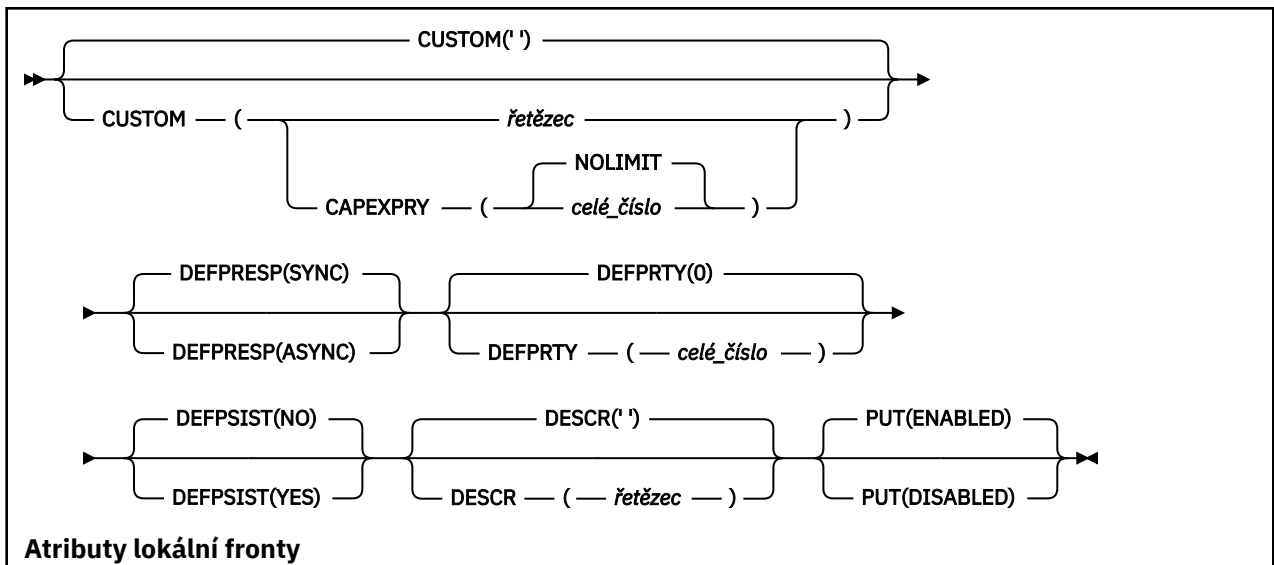 CUSTOM(' ')
CUSTOM ( řetězec )
NOLIMIT
CAPEXPRY ( celé_číslo )
DEFPRESP(SYNC) DEFPRTY(0)
DEFPRESP(ASYNC) DEFPRTY ( celé_číslo )
DEFPSIST(NO) DESCR(' ') PUT(ENABLED)
DEFPSIST(YES) DESCR ( řetězec ) PUT(DISABLED)
Atributy lokální fronty